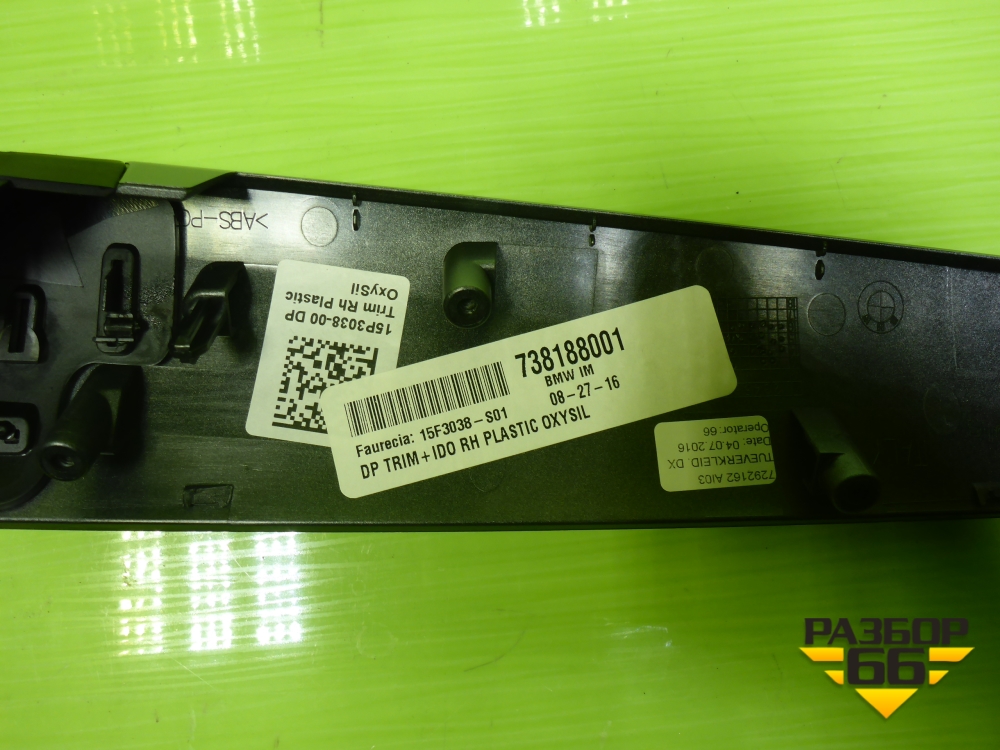 >ABS-PC
15P3038-00 DP
Trim Rh Plastic
OxySil
738188001
BMW IM
08-27-16
Faurecia: 15F3038-S01
DP TRIM+IDO RH PLASTIC OXYSIL
7292162 AI03
TUEVERKLEID DX
Date: 04.07.2016
Operator: 66
РАЗБОР
66